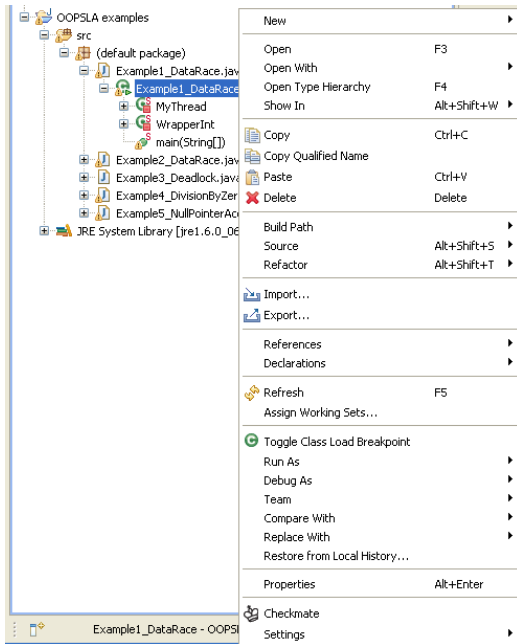 OOPSLA examples
src
(default package)
Example1_DataRace.jav
Example1_DataRace
MyThread
WrapperInt
main(String[])
Example2_DataRace.jav
Example3_Deadlock.java
Example4_DivisionByZer
Example5_NullPointerAcc
JRE System Library [jre1.6.0_06
New
Open F3
Open With
Open Type Hierarchy F4
Show In Alt+Shift+W
Copy Ctrl+C
Copy Qualified Name
Paste Ctrl+V
Delete Delete
Build Path
Source Alt+Shift+S
Refactor Alt+Shift+T
Import...
Export...
References
Declarations
Refresh F5
Assign Working Sets...
Toggle Class Load Breakpoint
Run As
Debug As
Team
Compare With
Replace With
Restore from Local History...
Properties Alt+Enter
Checkmate
Settings
Example1_DataRace - OOPSL